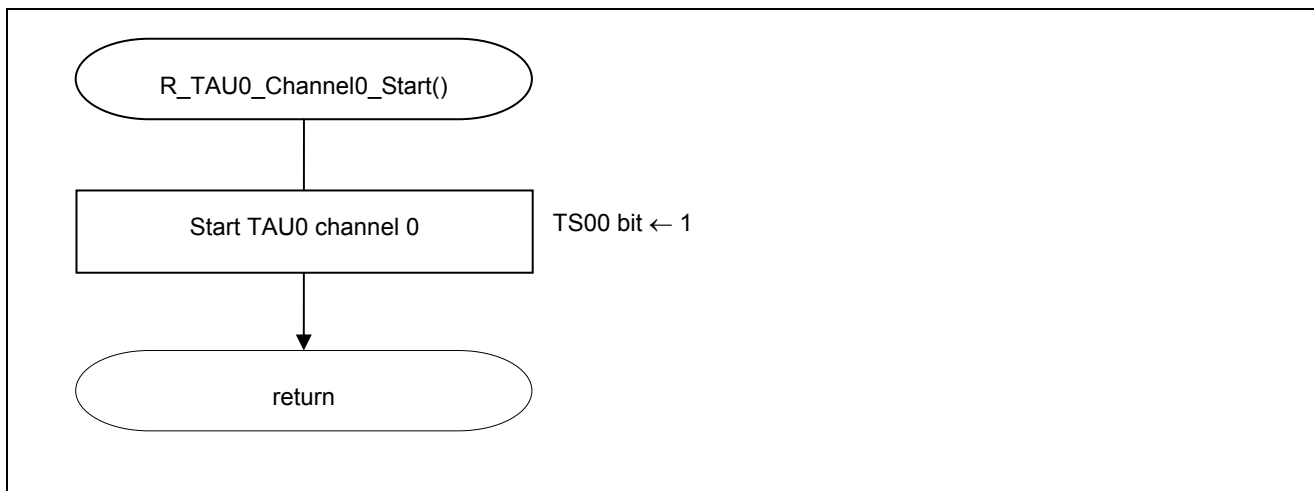 R_TAU0_Channel0_Start()
Start TAU0 channel 0
TS00 bit ← 1
return